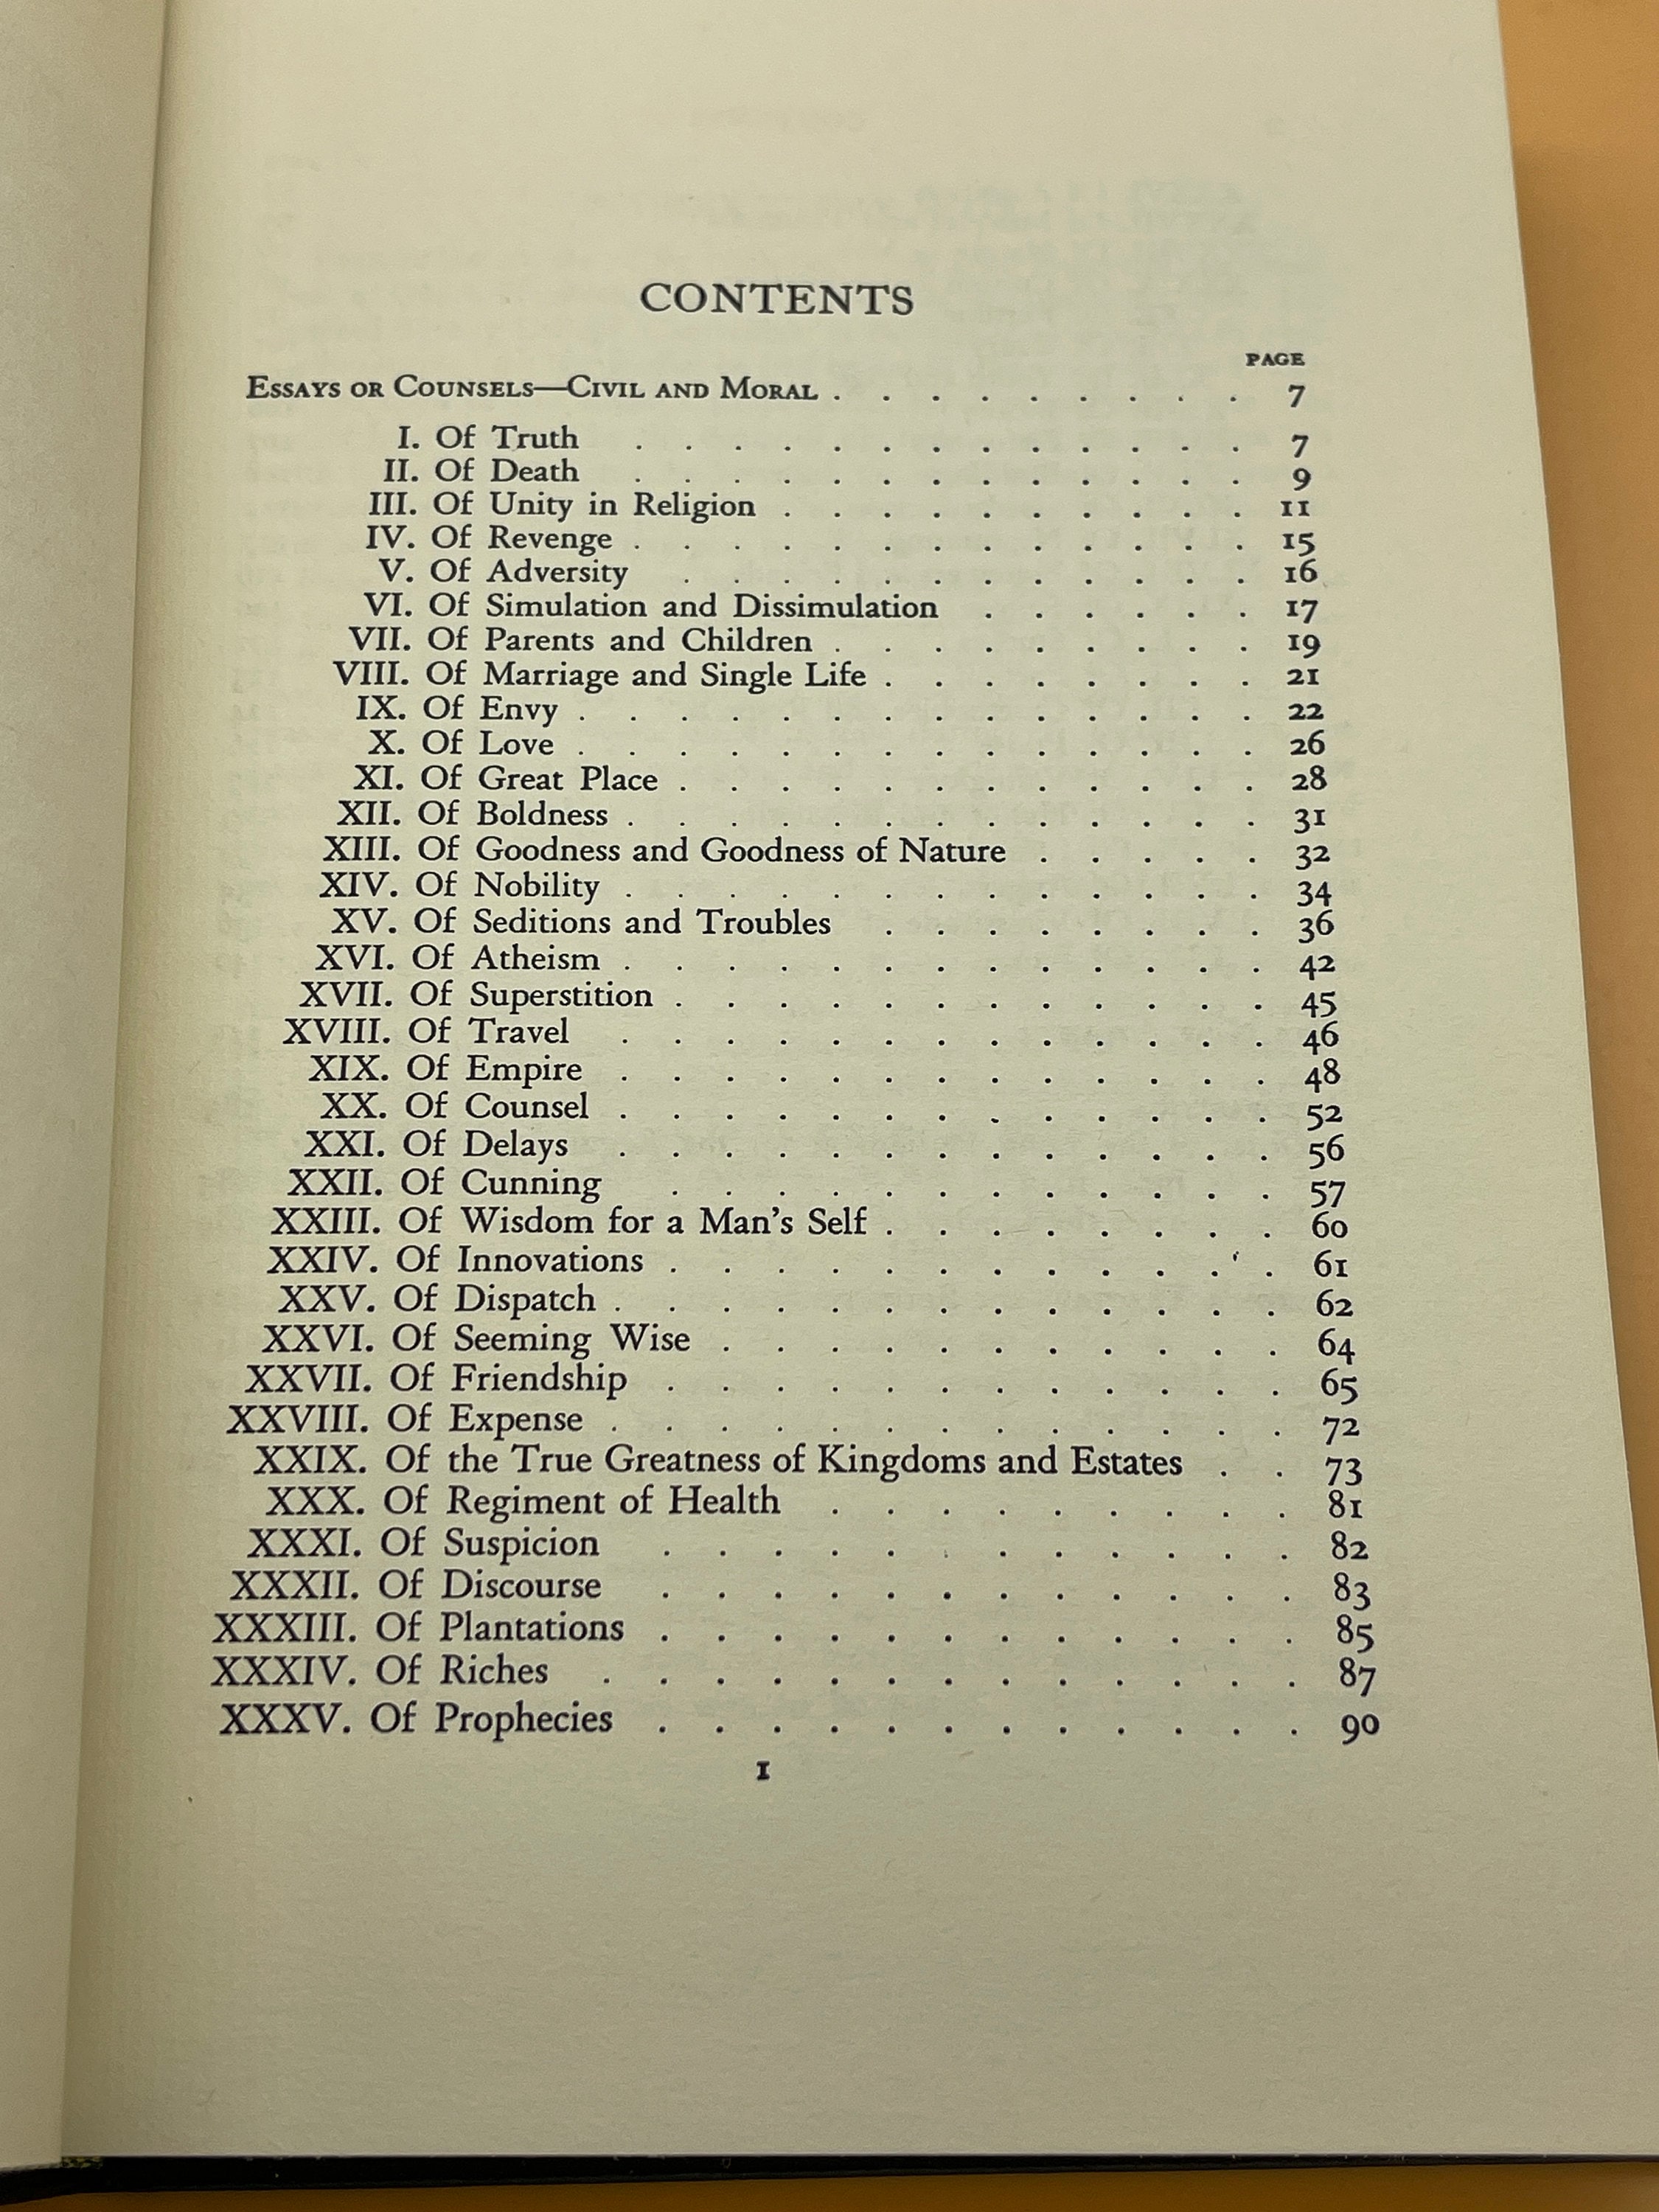 CONTENTS
PAGE
ESSAYS OR COUNSELS—CIVIL AND MORAL . . . . . . . . . 7
I. Of Truth . . . . . . . . . . . . . 7
II. Of Death . . . . . . . . . . . . . 9
III. Of Unity in Religion . . . . . . . . . . 11
IV. Of Revenge . . . . . . . . . . . . . 15
V. Of Adversity . . . . . . . . . . . . 16
VI. Of Simulation and Dissimulation . . . . . . 17
VII. Of Parents and Children . . . . . . . . . 19
VIII. Of Marriage and Single Life . . . . . . . . 21
IX. Of Envy . . . . . . . . . . . . . . 22
X. Of Love . . . . . . . . . . . . . . 26
XI. Of Great Place . . . . . . . . . . . . 28
XII. Of Boldness . . . . . . . . . . . . . 31
XIII. Of Goodness and Goodness of Nature . . . . . 32
XIV. Of Nobility . . . . . . . . . . . . . 34
XV. Of Seditions and Troubles . . . . . . . . 36
XVI. Of Atheism . . . . . . . . . . . . . 42
XVII. Of Superstition . . . . . . . . . . . . 45
XVIII. Of Travel . . . . . . . . . . . . . 46
XIX. Of Empire . . . . . . . . . . . . . 48
XX. Of Counsel . . . . . . . . . . . . . 52
XXI. Of Delays . . . . . . . . . . . . . 56
XXII. Of Cunning . . . . . . . . . . . . 57
XXIII. Of Wisdom for a Man's Self . . . . . . . . 60
XXIV. Of Innovations . . . . . . . . . . . . 61
XXV. Of Dispatch . . . . . . . . . . . . . 62
XXVI. Of Seeming Wise . . . . . . . . . . . 64
XXVII. Of Friendship . . . . . . . . . . . . 65
XXVIII. Of Expense . . . . . . . . . . . . . 72
XXIX. Of the True Greatness of Kingdoms and Estates . . 73
XXX. Of Regiment of Health . . . . . . . . . 81
XXXI. Of Suspicion . . . . . . . . . . . . 82
XXXII. Of Discourse . . . . . . . . . . . . 83
XXXIII. Of Plantations . . . . . . . . . . . . 85
XXXIV. Of Riches . . . . . . . . . . . . . 87
XXXV. Of Prophecies . . . . . . . . . . . . 90
1